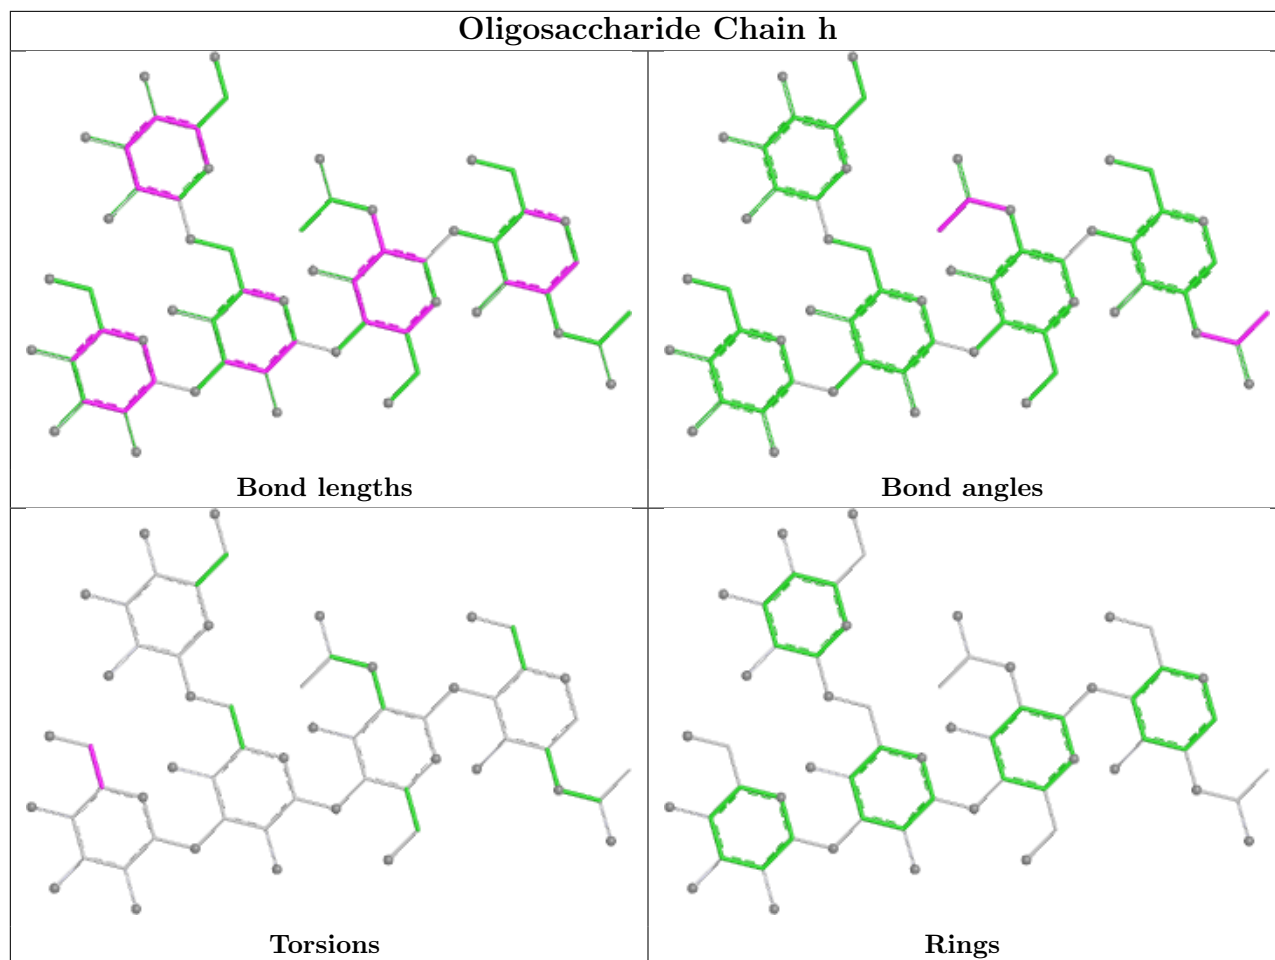 Oligosaccharide Chain h
Bond lengths
Bond angles
Torsions
Rings